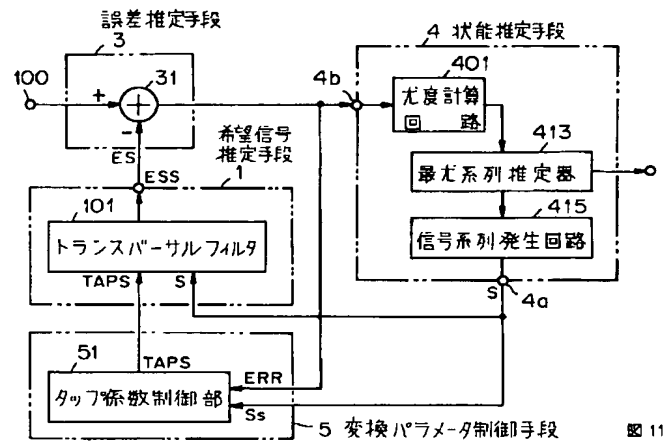 誤差推定手段
3
4 状態推定手段
100
+
31
-
ES
4b
401
尤度計算
回路
413
最尤系列推定器
415
信号系列発生回路
S
4a
希望信号
推定手段
ESS
1
101
トランスバーサルフィルタ
TAPS
S
51
TAPS
タップ係数制御部
ERR
Ss
5 変換パラメータ制御手段
図11